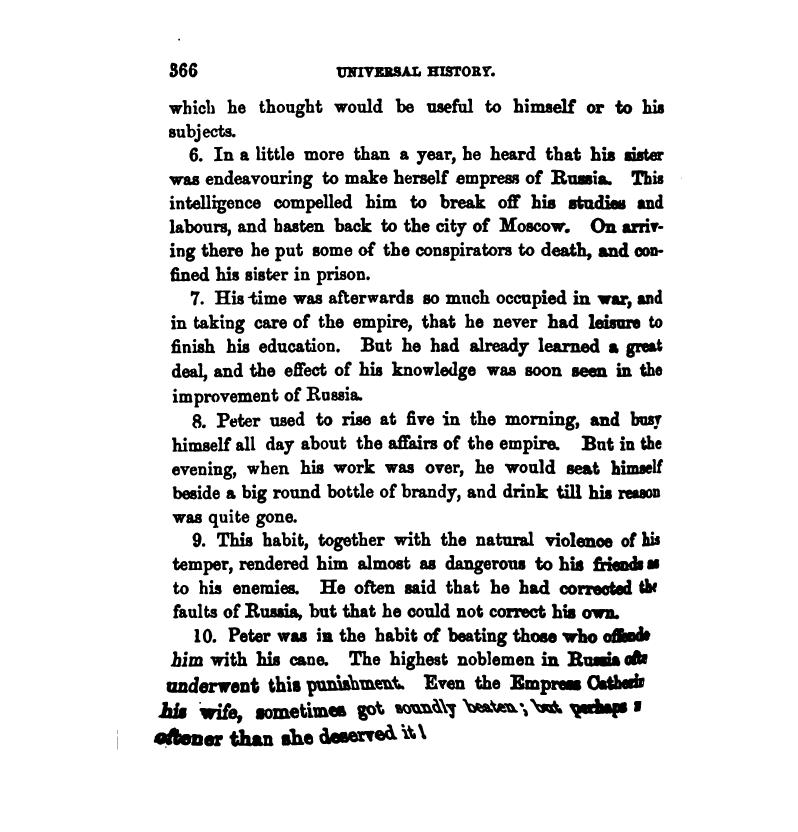 366 UNIVERSAL HISTORY.
which he thought would be useful to himself or to his
subjects.
6. In a little more than a year, he heard that his sister
was endeavouring to make herself empress of Russia. This
intelligence compelled him to break off his studies and
labours, and hasten back to the city of Moscow. On arriv-
ing there he put some of the conspirators to death, and con-
fined his sister in prison.
7. His time was afterwards so much occupied in war, and
in taking care of the empire, that he never had leisure to
finish his education. But he had already learned a great
deal, and the effect of his knowledge was soon seen in the
improvement of Russia.
8. Peter used to rise at five in the morning, and busy
himself all day about the affairs of the empire. But in the
evening, when his work was over, he would seat himself
beside a big round bottle of brandy, and drink till his reason
was quite gone.
9. This habit, together with the natural violence of his
temper, rendered him almost as dangerous to his friends as
to his enemies. He often said that he had corrected the
faults of Russia, but that he could not correct his own.
10. Peter was in the habit of beating those who
him with his cane. The highest noblemen in Russia
underwent this punishment. Even the Empress
his wife, sometimes got soundly beaten; but perhaps
oftener than she deserved it!